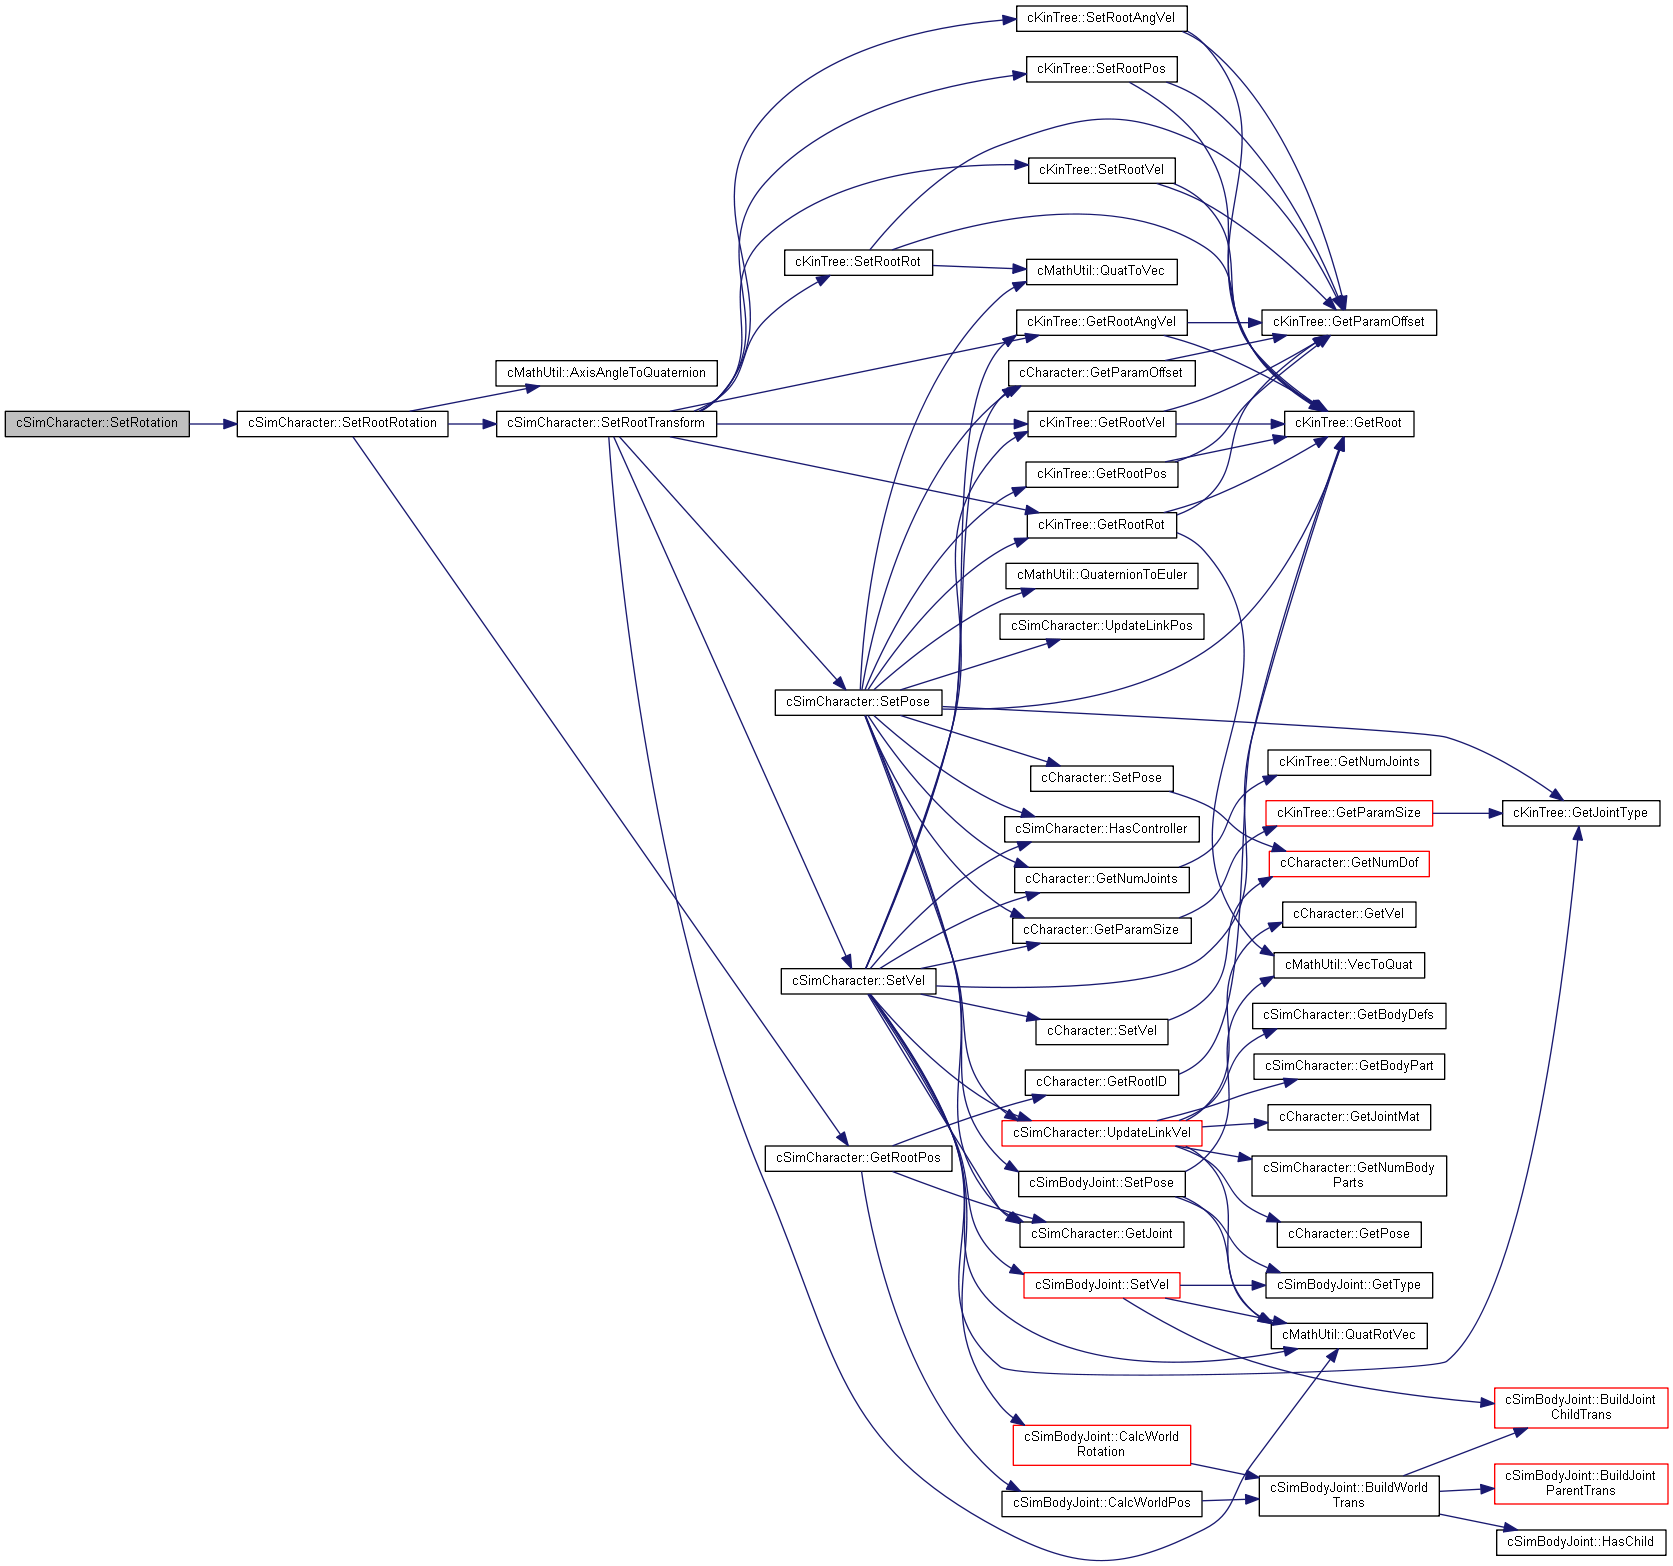 cKinTree::SetRootAngVel
cKinTree::SetRootPos
cKinTree::SetRootVel
cKinTree::SetRootRot
cMathUtil::QuatToVec
cKinTree::GetRootAngVel
cKinTree::GetParamOffset
cMathUtil::AxisAngleToQuaternion
cCharacter::GetParamOffset
cSimCharacter::SetRotation
cSimCharacter::SetRootRotation
cSimCharacter::SetRootTransform
cKinTree::GetRootVel
cKinTree::GetRoot
cKinTree::GetRootPos
cKinTree::GetRootRot
cMathUtil::QuaternionToEuler
cSimCharacter::UpdateLinkPos
cSimCharacter::SetPose
cKinTree::GetNumJoints
cCharacter::SetPose
cKinTree::GetParamSize
cKinTree::GetJointType
cSimCharacter::HasController
cCharacter::GetNumDof
cCharacter::GetNumJoints
cCharacter::GetVel
cCharacter::GetParamSize
cMathUtil::VecToQuat
cSimCharacter::SetVel
cSimCharacter::GetBodyDefs
cCharacter::SetVel
cSimCharacter::GetBodyPart
cCharacter::GetRootID
cCharacter::GetJointMat
cSimCharacter::UpdateLinkVel
cSimCharacter::GetRootPos
cSimCharacter::GetNumBody
Parts
cSimBodyJoint::SetPose
cSimCharacter::GetJoint
cCharacter::GetPose
cSimBodyJoint::SetVel
cSimBodyJoint::GetType
cMathUtil::QuatRotVec
cSimBodyJoint::BuildJoint
ChildTrans
cSimBodyJoint::CalcWorld
Rotation
cSimBodyJoint::BuildJoint
ParentTrans
cSimBodyJoint::BuildWorld
Trans
cSimBodyJoint::CalcWorldPos
cSimBodyJoint::HasChild